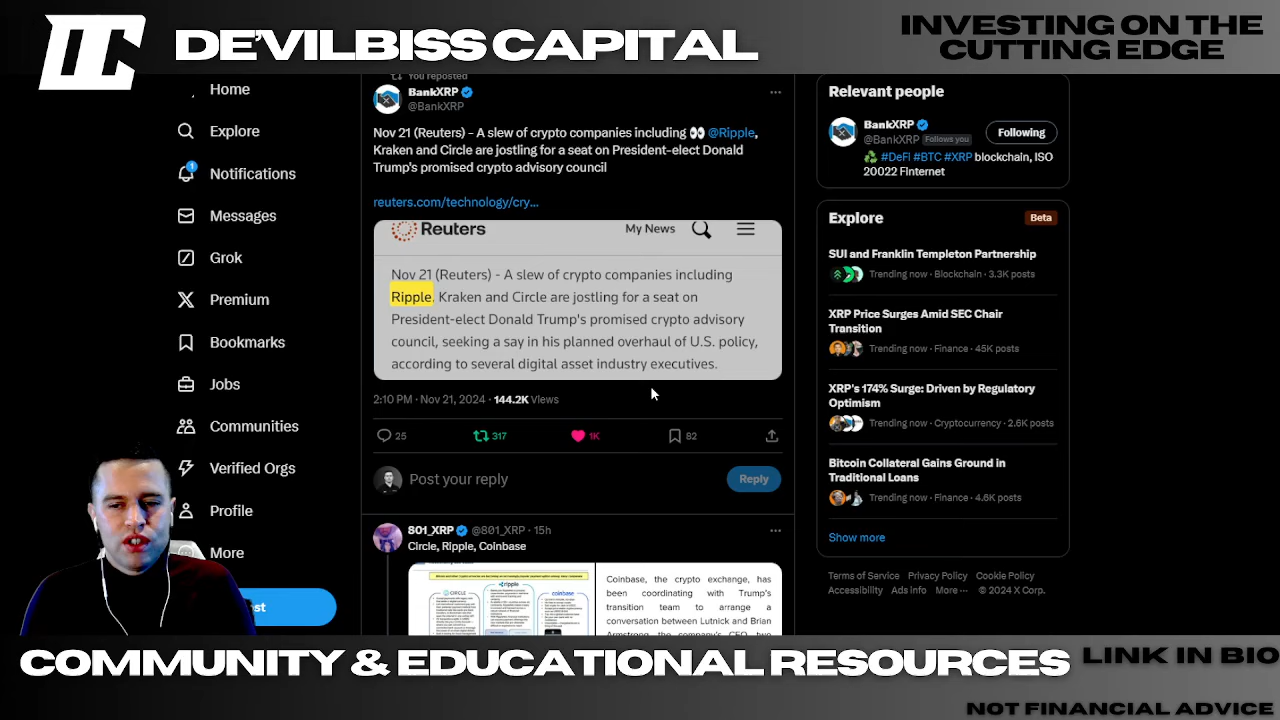 DE'VILBISS CAPITAL
INVESTING ON THE
CUTTING EDGE
Home
Explore
1
Notifications
Messages
Grok
Premium
Bookmarks
Jobs
Communities
Verified Orgs
Profile
More
You reposted
BankXRP
@BankXRP
Nov 21 (Reuters) - A slew of crypto companies including 👀 @Ripple,
Kraken and Circle are jostling for a seat on President-elect Donald
Trump's promised crypto advisory council
reuters.com/technology/cry...
Reuters My News
Nov 21 (Reuters) - A slew of crypto companies including
Ripple, Kraken and Circle are jostling for a seat on
President-elect Donald Trump's promised crypto advisory
council, seeking a say in his planned overhaul of U.S. policy,
according to several digital asset industry executives.
2:10 PM · Nov 21, 2024 · 144.2K Views
25 317 1K 82
Post your reply Reply
801_XRP @801_XRP · 15h
Circle, Ripple, Coinbase
CIRCLE
ripple
coinbase
Coinbase, the crypto exchange, has
been coordinating with Trump's
transition team to arrange a
conversation between Lutnick and Brian
Relevant people
BankXRP
@BankXRP Follows you
Following
♻️ #DeFi #BTC #XRP blockchain, ISO
20022 FInternet
Explore Beta
SUI and Franklin Templeton Partnership
Trending now · Blockchain · 3.3K posts
XRP Price Surges Amid SEC Chair
Transition
Trending now · Finance · 45K posts
XRP's 174% Surge: Driven by Regulatory
Optimism
Trending now · Cryptocurrency · 2.6K posts
Bitcoin Collateral Gains Ground in
Traditional Loans
Trending now · Finance · 4.6K posts
Show more
Terms of Service Privacy Policy Cookie Policy
Accessibility Ads info More ··· © 2024 X Corp.
COMMUNITY & EDUCATIONAL RESOURCES
LINK IN BIO
NOT FINANCIAL ADVICE